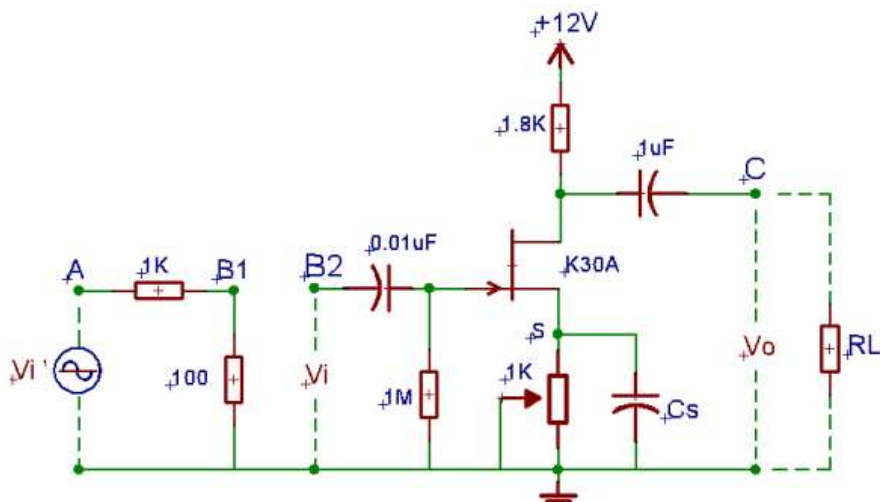 +12V
1.8K
1uF
C
0.01uF
A
1K
B1
B2
K30A
S
Vi '
100
Vi
1M
1K
Cs
Vo
RL